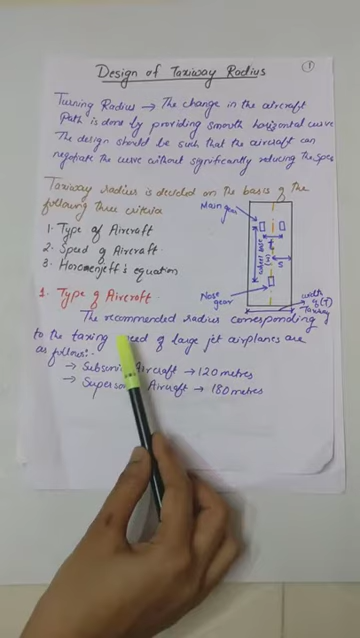 Design of Taxiway Radius
1
Turning Radius → The change in the aircraft
Path is done by providing smooth horizontal curve
The design should be such that the aircraft can
negotiate the curve without significantly reducing the
Taxiway radius is decided on the basis of the
following three criteria
1. Type of Aircraft
2. Speed of Aircraft
3. Horonenjeff's equation
Main gear
wheel base
S
Nose gear
width of Taxiway
(T)
1. Type of Aircraft
The recommended radius corresponding
to the taxing of large jet airplanes are
as follows:-
→ Subsonic Aircraft → 120 metres
→ Supersonic Aircraft → 180 metres